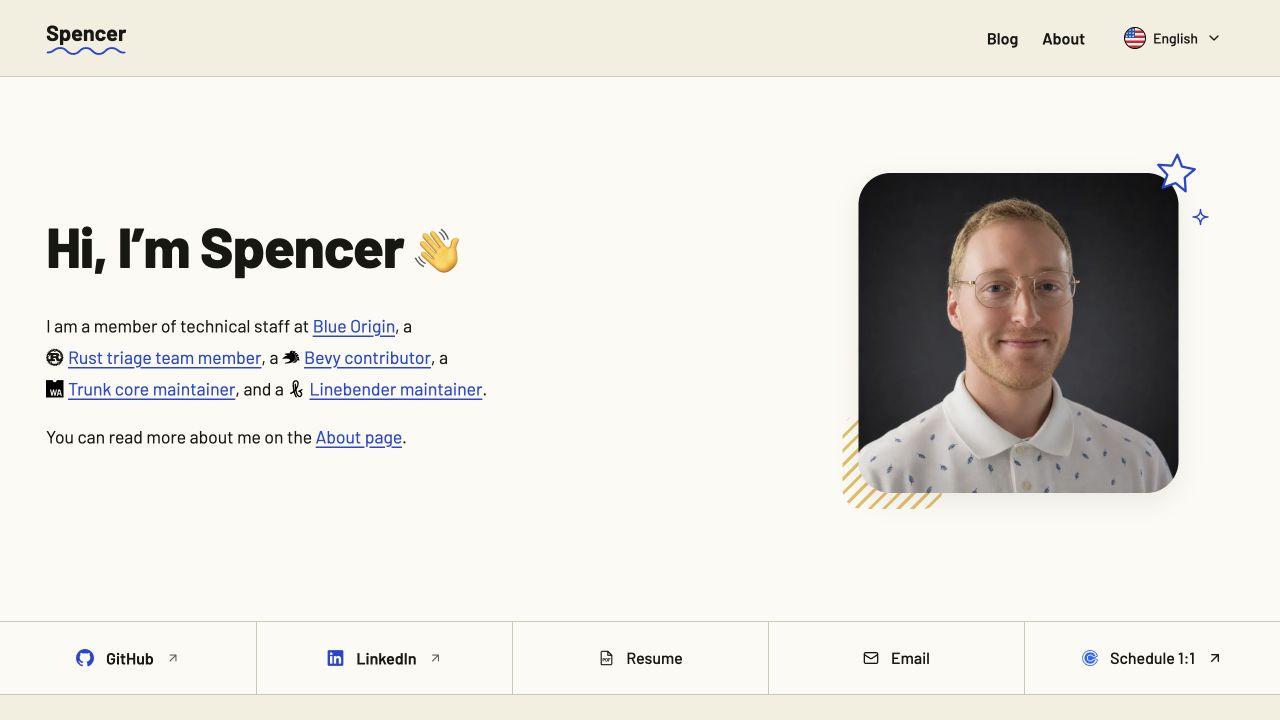 Spencer
Blog
About
English
Hi, I’m Spencer 👋
I am a member of technical staff at Blue Origin, a
Rust triage team member, a Bevy contributor, a
WA Trunk core maintainer, and a Linebender maintainer.
You can read more about me on the About page.
GitHub
LinkedIn
Resume
Email
Schedule 1:1